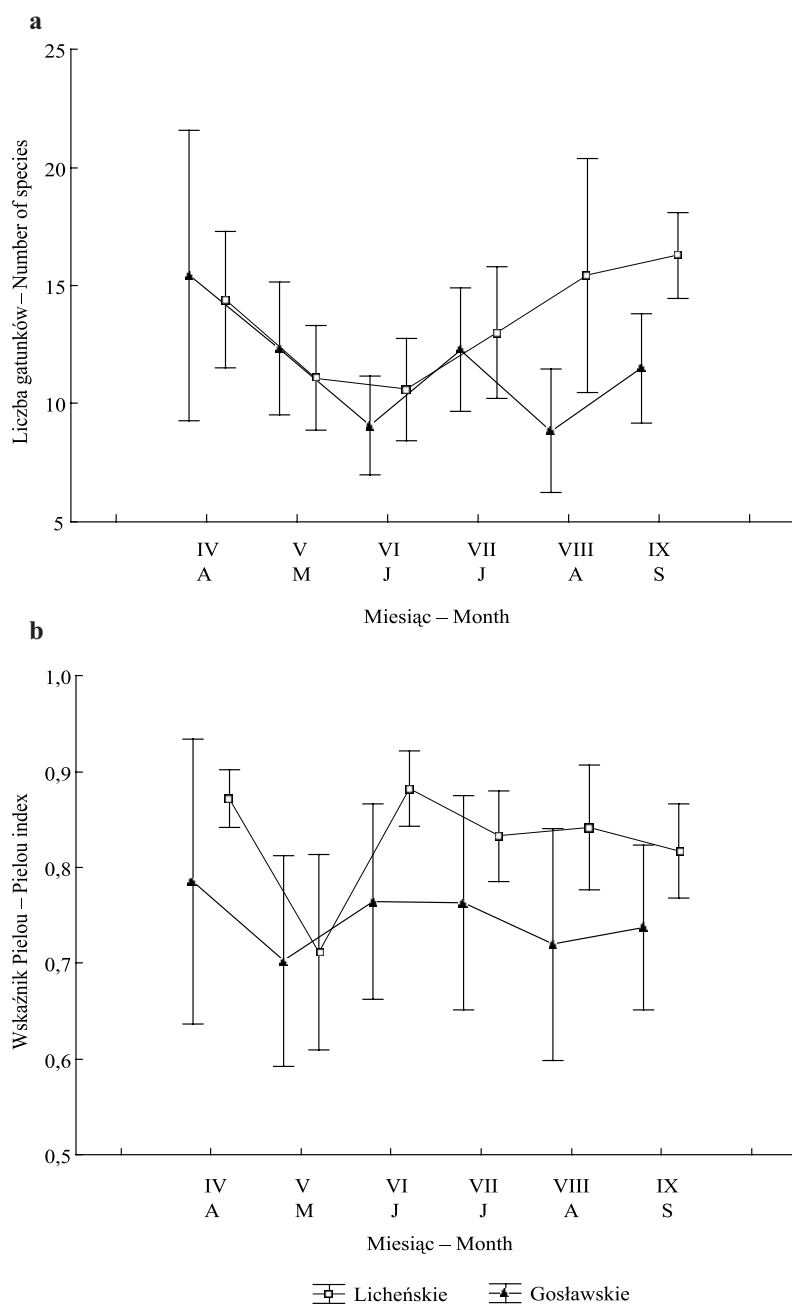 a
25
20
15
10
5
Liczba gatunków – Number of species
IV V VI VII VIII IX
A M J J A S
Miesiąc – Month
b
1,0
0,9
0,8
0,7
0,6
0,5
Wskaźnik Pielou – Pielou index
IV V VI VII VIII IX
A M J J A S
Miesiąc – Month
Licheńskie Gosławskie